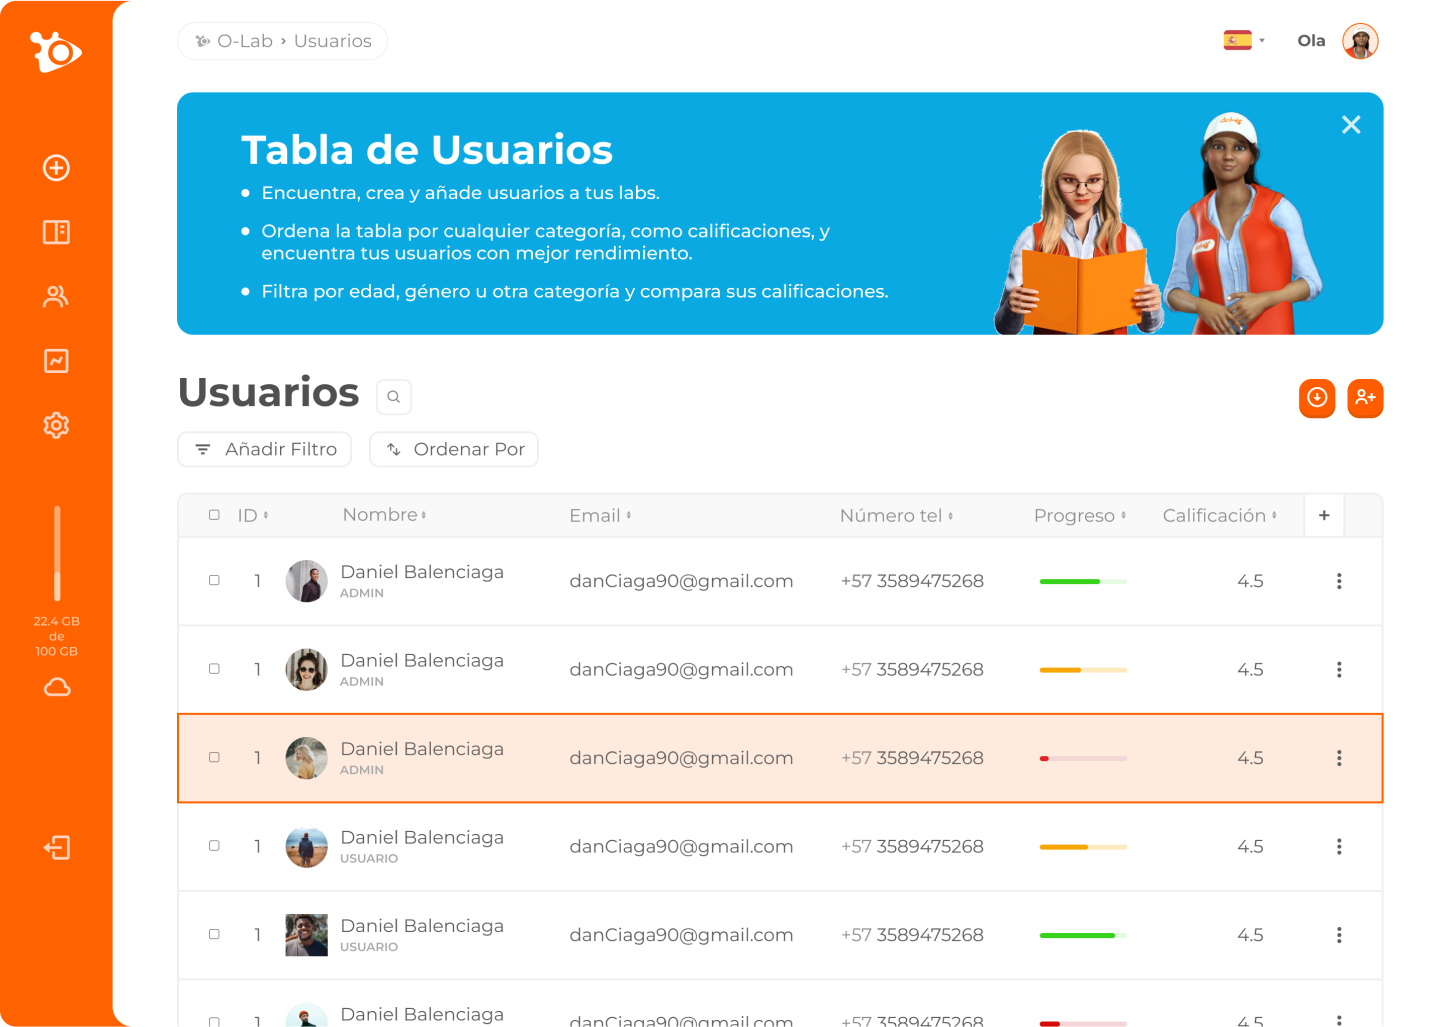 O-Lab › Usuarios
Ola
Tabla de Usuarios
• Encuentra, crea y añade usuarios a tus labs.
• Ordena la tabla por cualquier categoría, como calificaciones, y
encuentra tus usuarios con mejor rendimiento.
• Filtra por edad, género u otra categoría y compara sus calificaciones.
Usuarios
Añadir Filtro
Ordenar Por
22.4 GB
de
100 GB
ID Nombre Email Número tel Progreso Calificación +
1 Daniel Balenciaga danCiaga90@gmail.com +57 3589475268 4.5
ADMIN
1 Daniel Balenciaga danCiaga90@gmail.com +57 3589475268 4.5
ADMIN
1 Daniel Balenciaga danCiaga90@gmail.com +57 3589475268 4.5
ADMIN
1 Daniel Balenciaga danCiaga90@gmail.com +57 3589475268 4.5
USUARIO
1 Daniel Balenciaga danCiaga90@gmail.com +57 3589475268 4.5
USUARIO
1 Daniel Balenciaga danCiaga90@gmail.com +57 3589475268 4.5